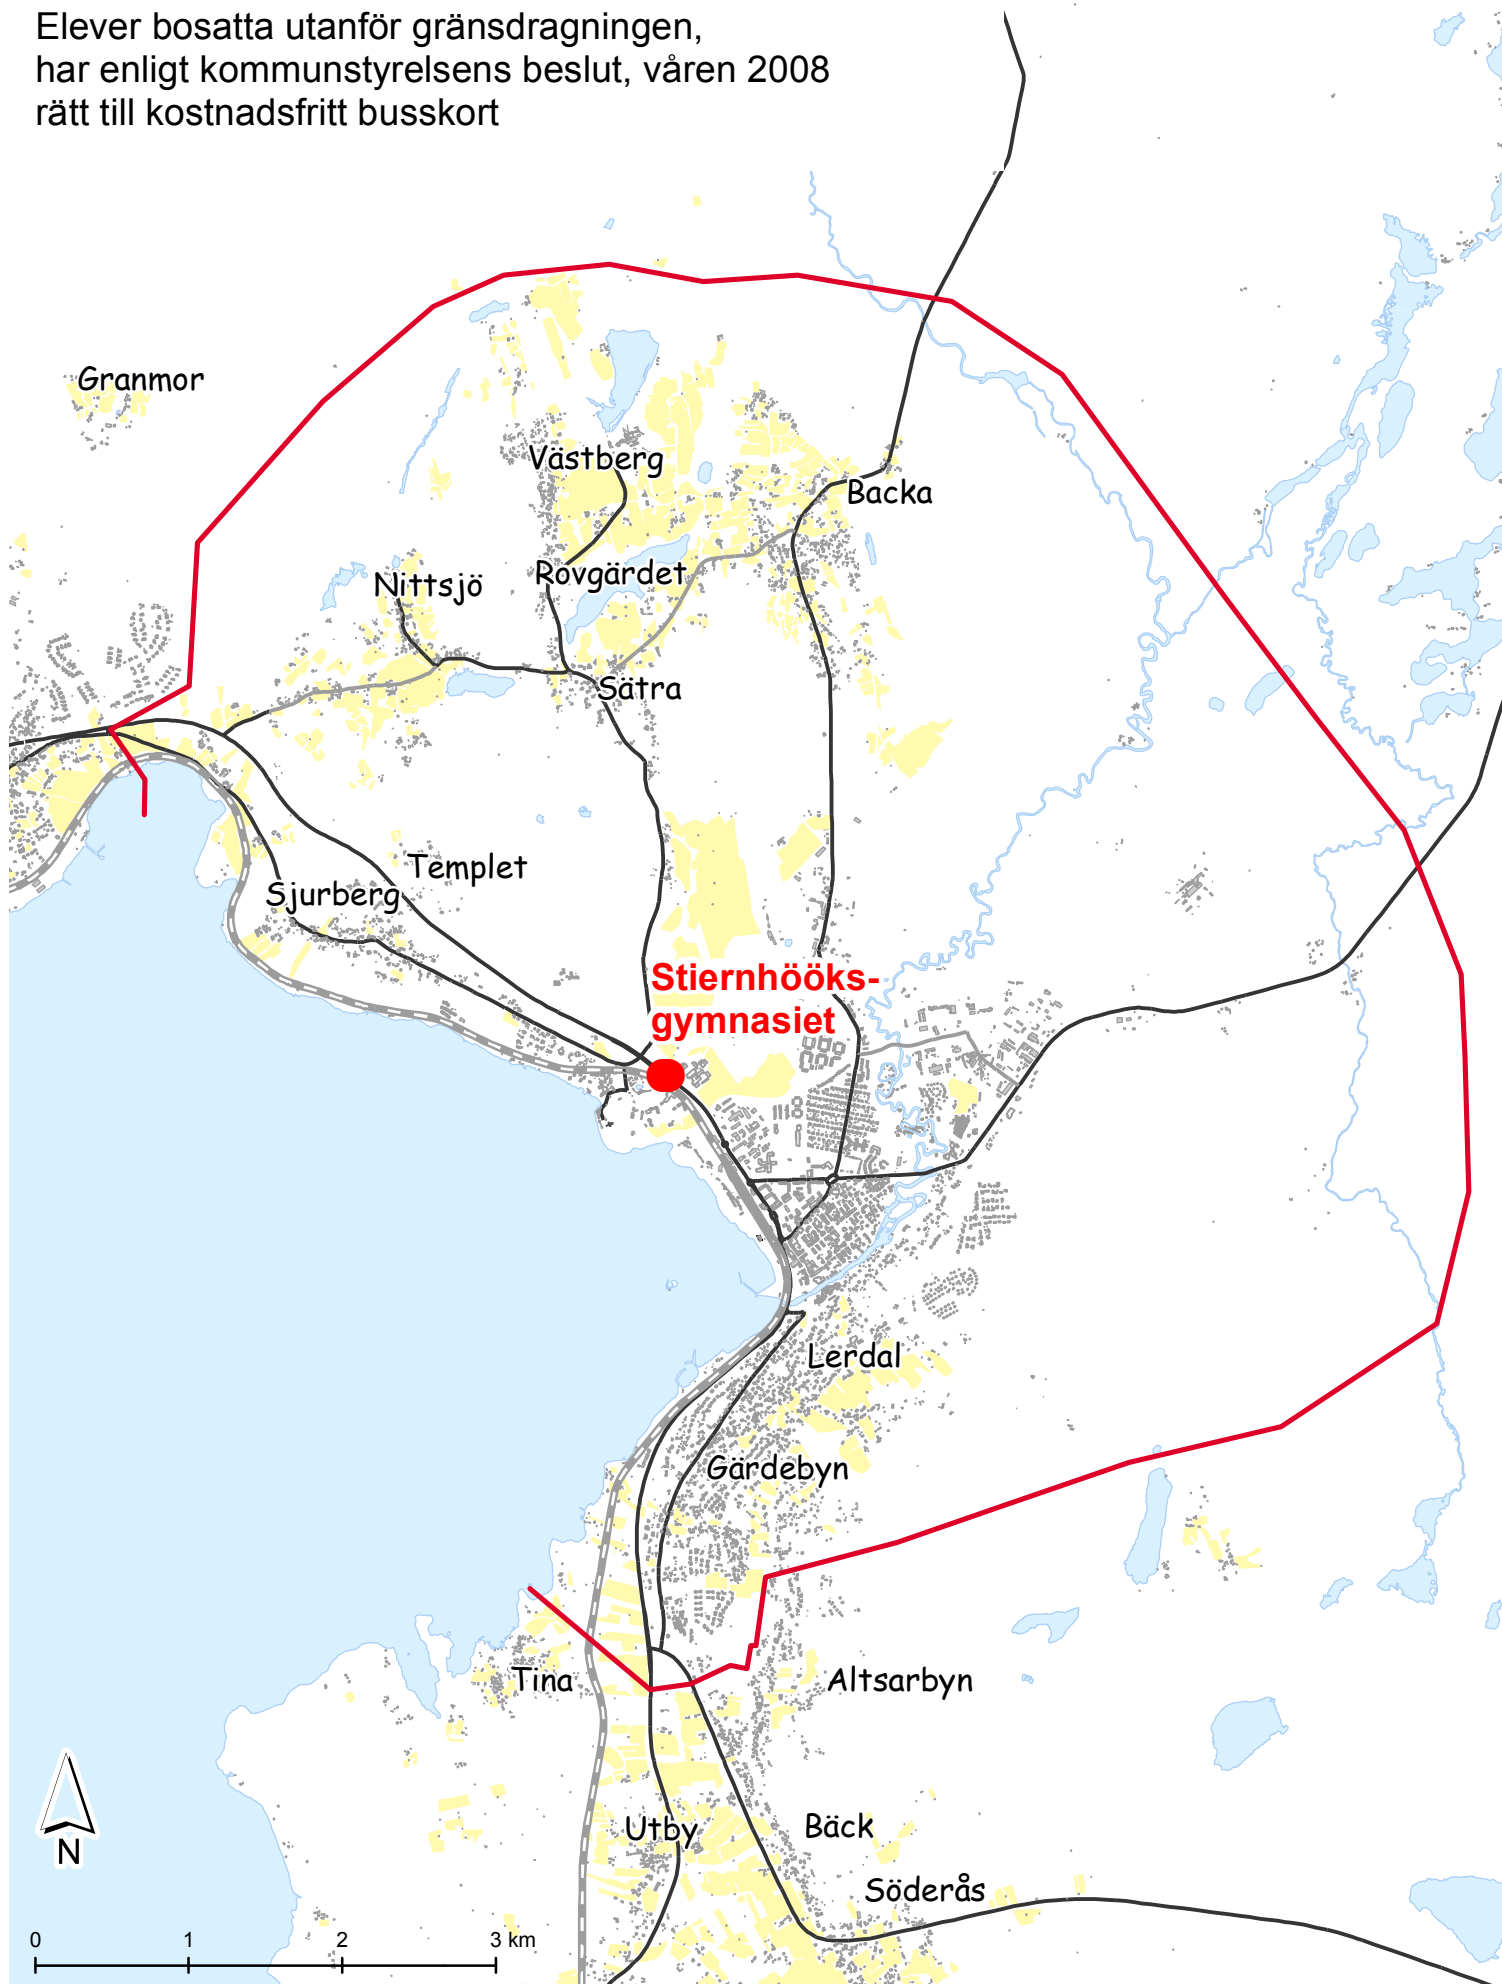 Elever bosatta utanför gränsdragningen,
har enligt kommunstyrelsens beslut, våren 2008
rätt till kostnadsfritt busskort
Granmor
Västberg
Backa
Rovgärdet
Nittsjö
Sätra
Templet
Sjurberg
Stiernhööks-
gymnasiet
Lerdal
Gärdebyn
Tina
Altsarbyn
Utby
Bäck
Söderås
N
0 1 2 3 km